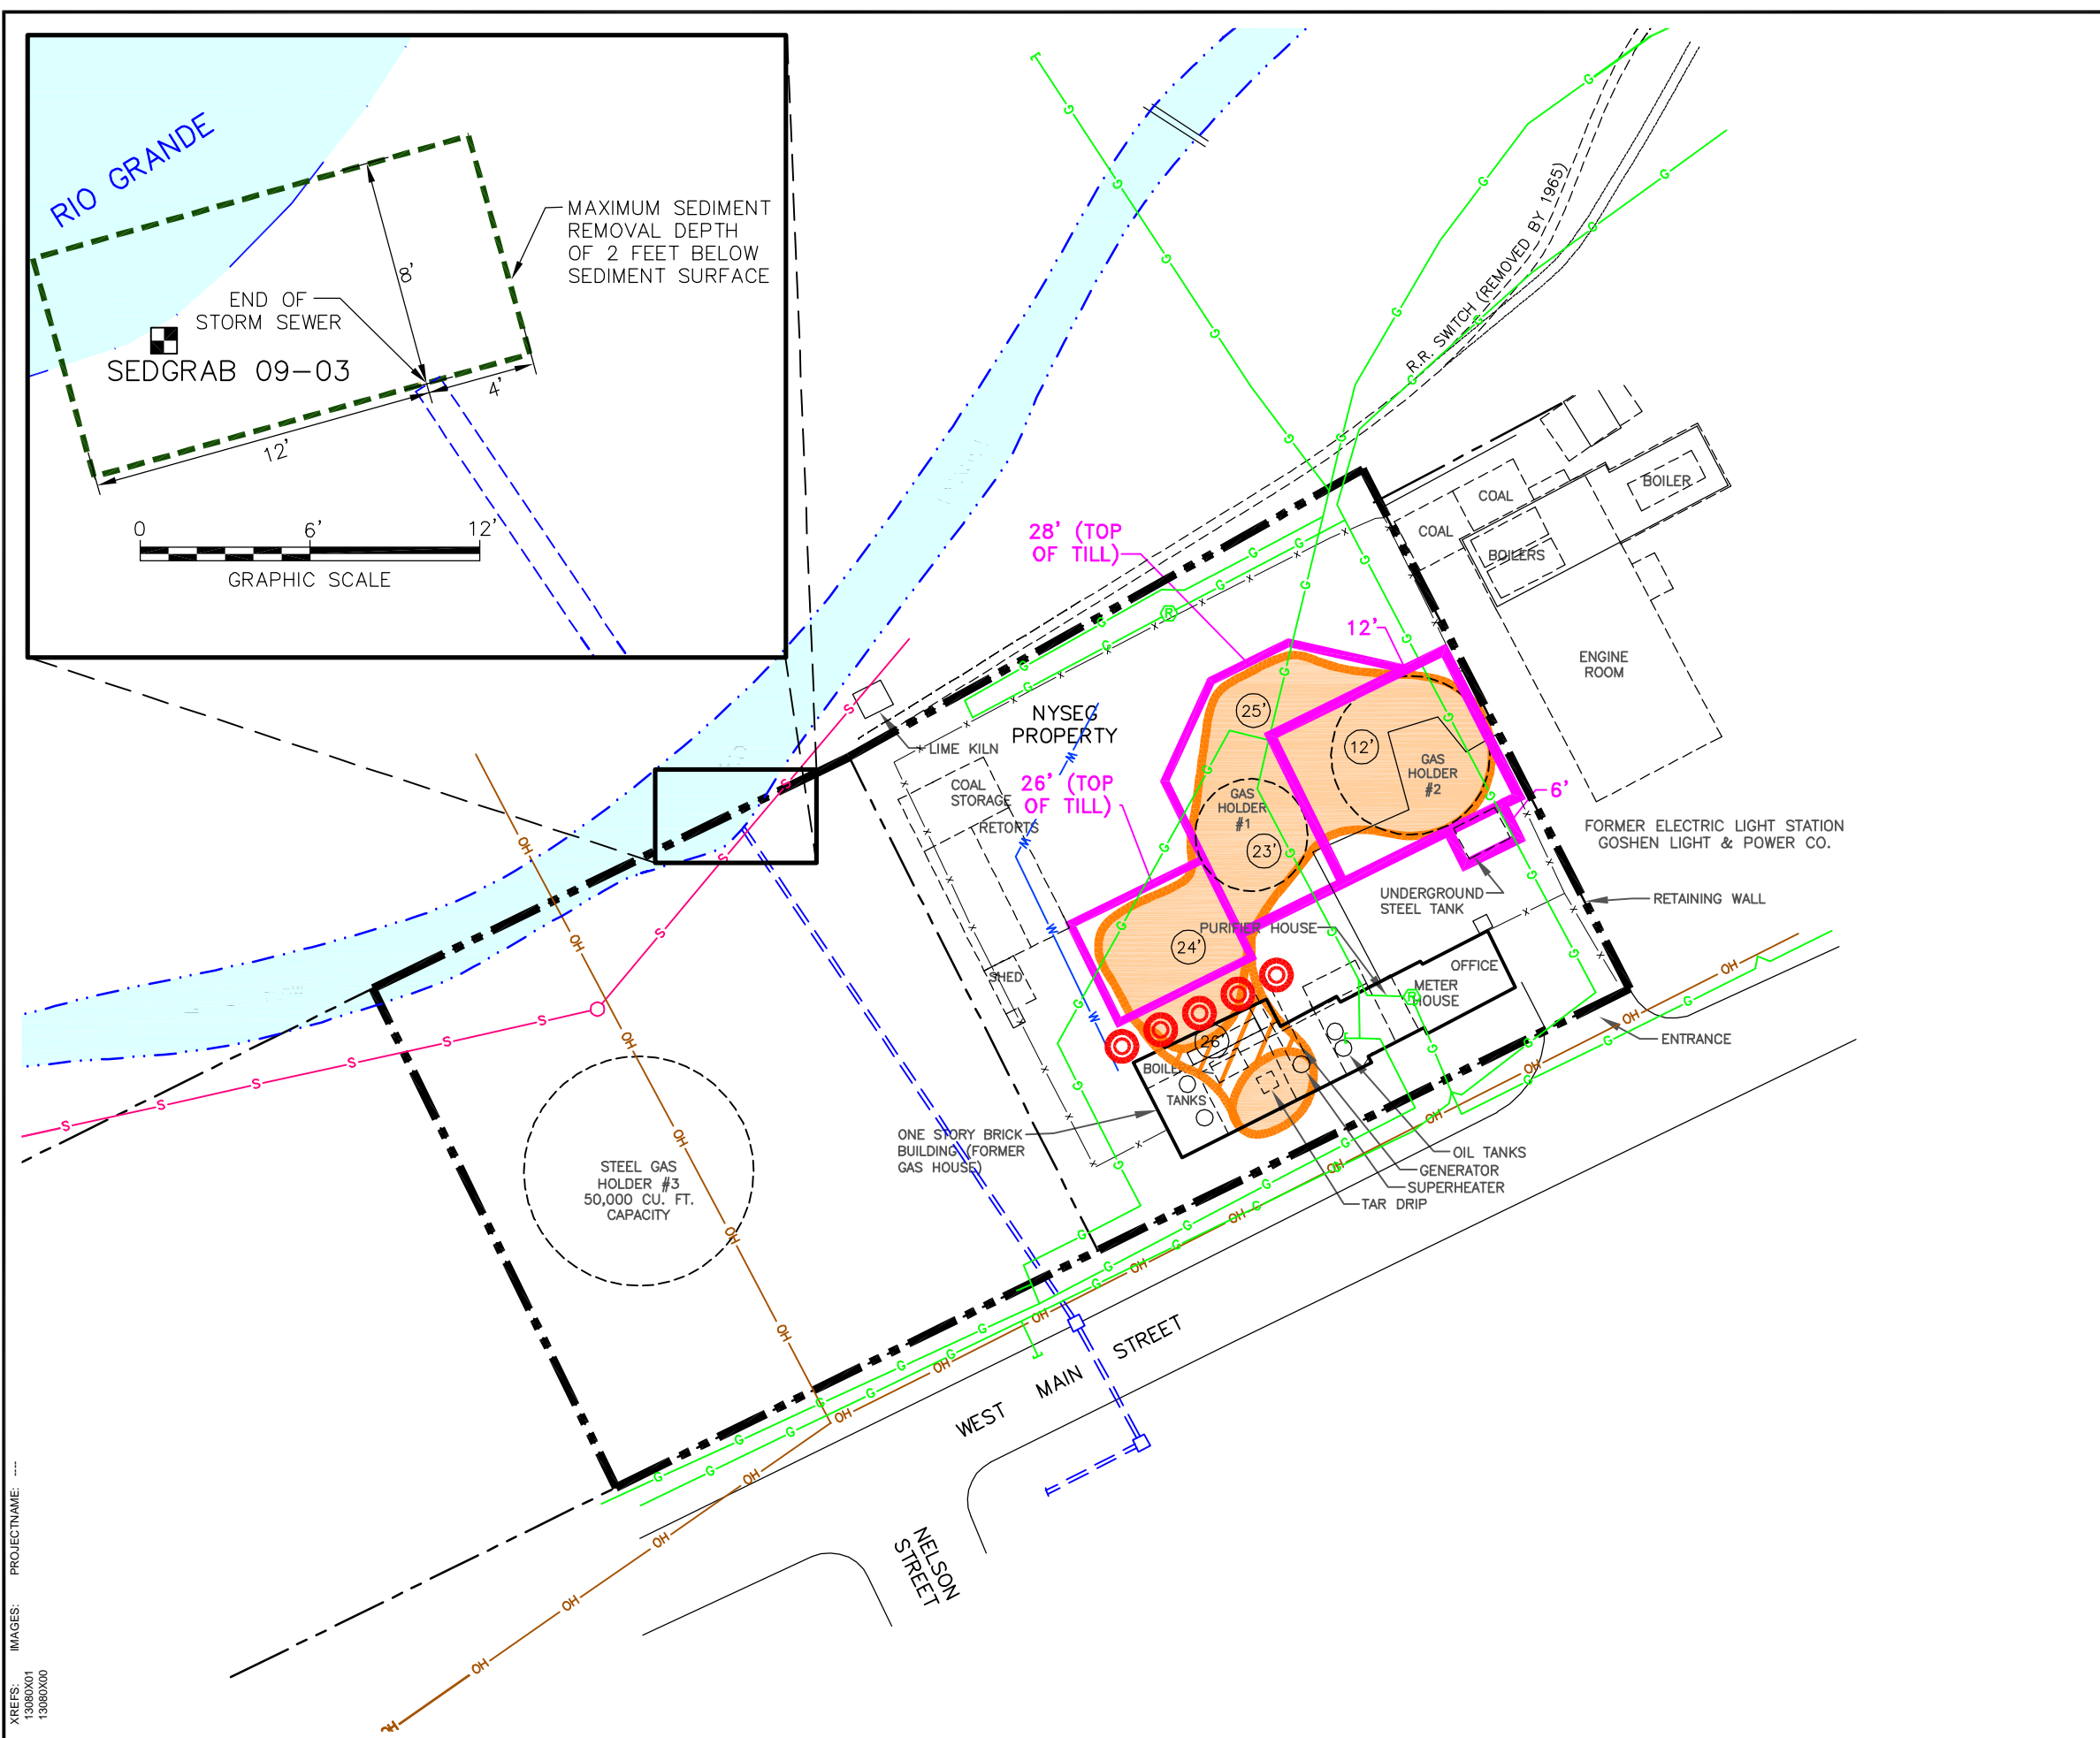 RIO GRANDE
MAXIMUM SEDIMENT
REMOVAL DEPTH
OF 2 FEET BELOW
SEDIMENT SURFACE
8'
END OF
STORM SEWER
SEDGRAB 09-03
4'
12'
0 6' 12'
GRAPHIC SCALE
R.R. SWITCH (REMOVED BY 1965)
28' (TOP
OF TILL)
12'
COAL
COAL
BOILER
BOILERS
ENGINE
ROOM
NYSEG
PROPERTY
LIME KILN
COAL
STORAGE
RETORTS
26' (TOP
OF TILL)
25'
12'
GAS
HOLDER
#2
GAS
HOLDER
#1
23'
6'
FORMER ELECTRIC LIGHT STATION
GOSHEN LIGHT & POWER CO.
UNDERGROUND
STEEL TANK
RETAINING WALL
PURIFIER HOUSE
24'
SHED
OFFICE
METER
HOUSE
ENTRANCE
26'
TANKS
ONE STORY BRICK
BUILDING (FORMER
GAS HOUSE)
OIL TANKS
GENERATOR
SUPERHEATER
TAR DRIP
STEEL GAS
HOLDER #3
50,000 CU. FT.
CAPACITY
WEST MAIN STREET
NELSON
STREET
XREFS: IMAGES: PROJECTNAME: ----
13080X01
13080X00